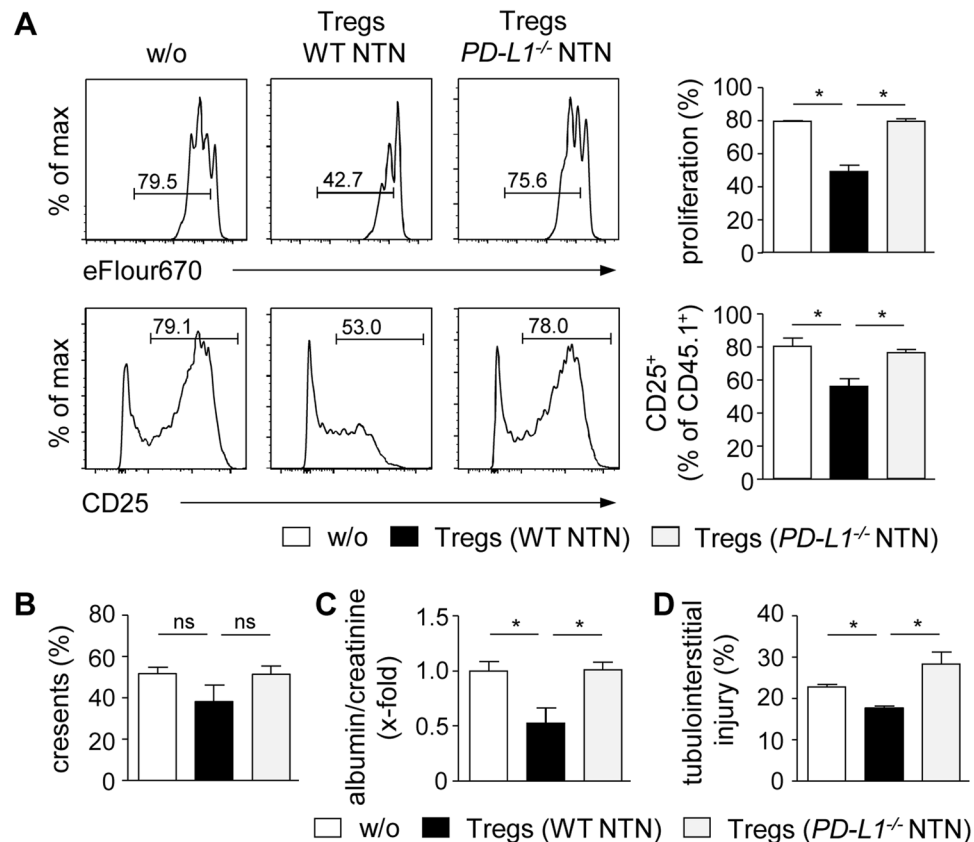 A
w/o
Tregs
WT NTN
Tregs
PD-L1-/- NTN
% of max
79.5
42.7
75.6
eFlour670
proliferation (%)
100
80
60
40
20
0
* *
% of max
79.1
53.0
78.0
CD25
CD25+
(% of CD45.1+)
100
80
60
40
20
0
* *
w/o Tregs (WT NTN) Tregs (PD-L1-/- NTN)
B
cresents (%)
80
60
40
20
0
ns ns
C
albumin/creatinine
(x-fold)
1.5
1.0
0.5
0
* *
D
tubulointerstitial
injury (%)
40
30
20
10
0
* *
w/o Tregs (WT NTN) Tregs (PD-L1-/- NTN)